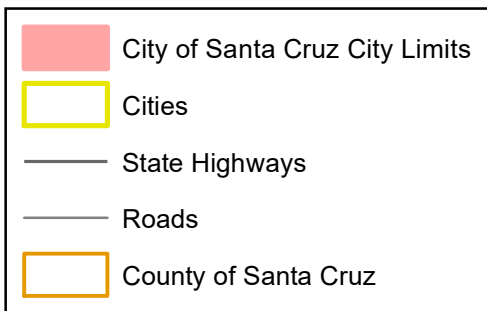 City of Santa Cruz City Limits
Cities
State Highways
Roads
County of Santa Cruz